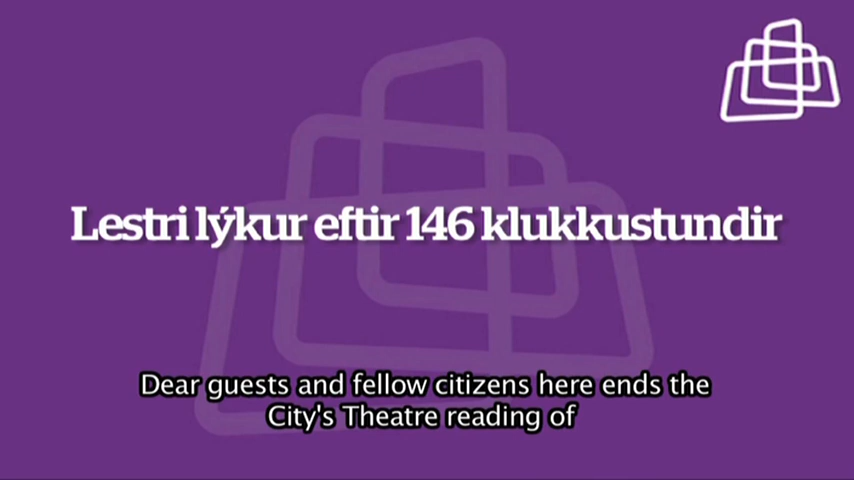 Lestri lýkur eftir 146 klukkustundir
Dear guests and fellow citizens here ends the
City's Theatre reading of